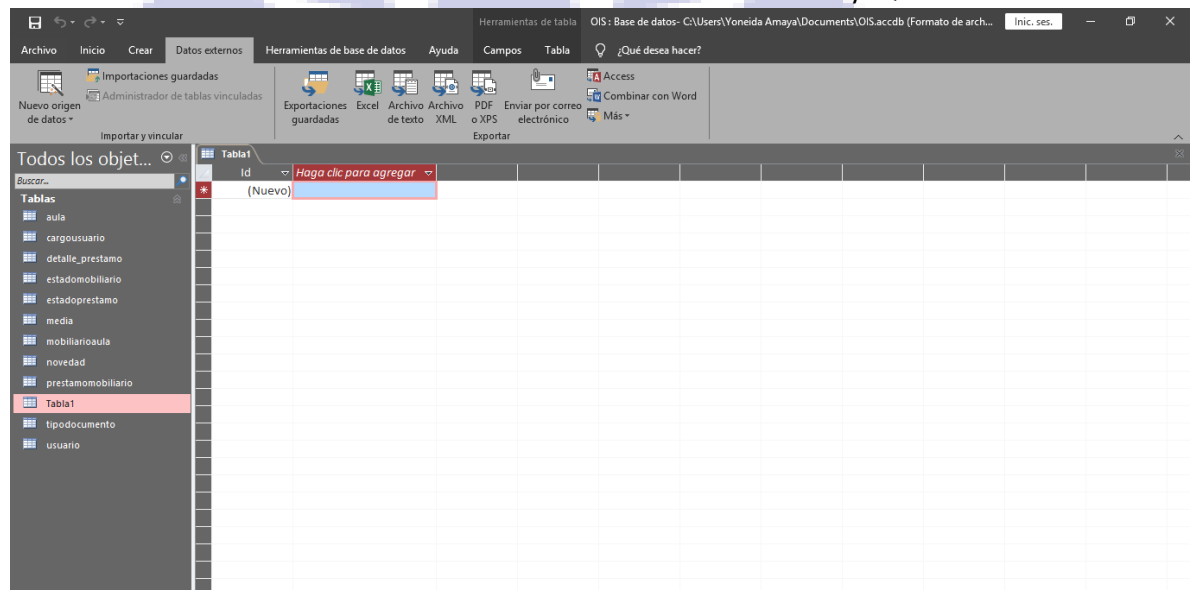 Herramientas de tabla OIS : Base de datos- C:\Users\Yoneida Amaya\Documents\OIS.accdb (Formato de arch... Inic. ses.
Archivo Inicio Crear Datos externos Herramientas de base de datos Ayuda Campos Tabla ¿Qué desea hacer?
Nuevo origen de datos
Importaciones guardadas
Administrador de tablas vinculadas
Importar y vincular
Exportaciones guardadas
Excel
Archivo de texto
Archivo XML
PDF o XPS
Enviar por correo electrónico
Access
Combinar con Word
Más
Exportar
Todos los objet...
Buscar...
Tablas
aula
cargousuario
detalle_prestamo
estadomobiliario
estadoprestamo
media
mobiliarioaula
novedad
prestamomobiliario
Tabla1
tipodocumento
usuario
Tabla1
Id Haga clic para agregar
(Nuevo)